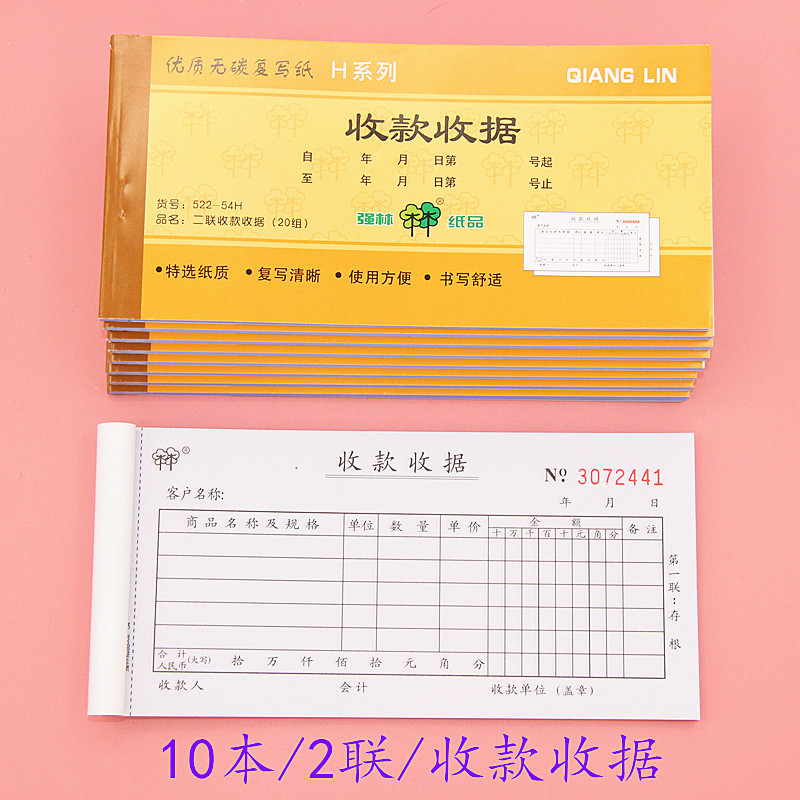 优质无碳复写纸 H系列 QIANG LIN
收款收据
自 年 月 日第 号起
至 年 月 日第 号止
货号：522-54H
品名：二联收款收据（20组）
强林 ® 纸品
收款收据
•特选纸质 •复写清晰 •使用方便 •书写舒适
®
收款收据
Nº 3072441
客户名称:
年 月 日
商品名称及规格 单位 数量 单价 金额 备注
十 万 千 百 十 元 角 分
第一联：存根
合计人民币(大写) 拾 万 仟 佰 拾 元 角 分
收款人 会计 收款单位（盖章）
10本/2联/收款收据